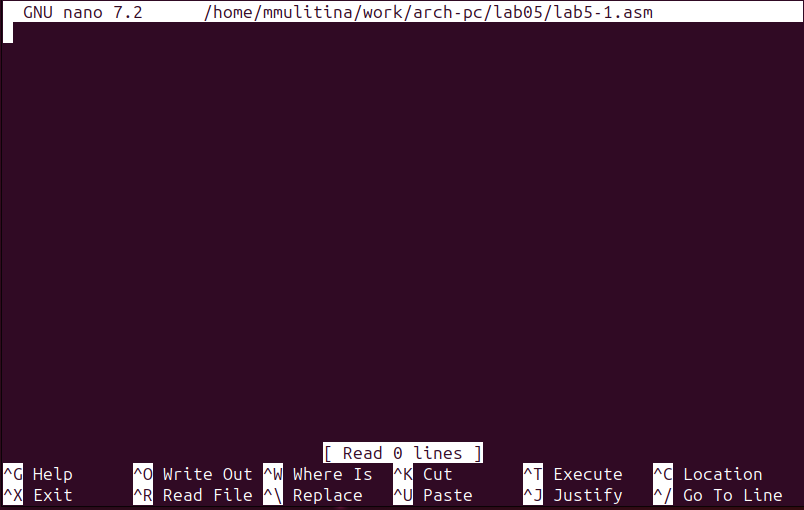 GNU nano 7.2 /home/mmulitina/work/arch-pc/lab05/lab5-1.asm
[ Read 0 lines ]
^G Help ^O Write Out ^W Where Is ^K Cut ^T Execute ^C Location
^X Exit ^R Read File ^\ Replace ^U Paste ^J Justify ^/ Go To Line